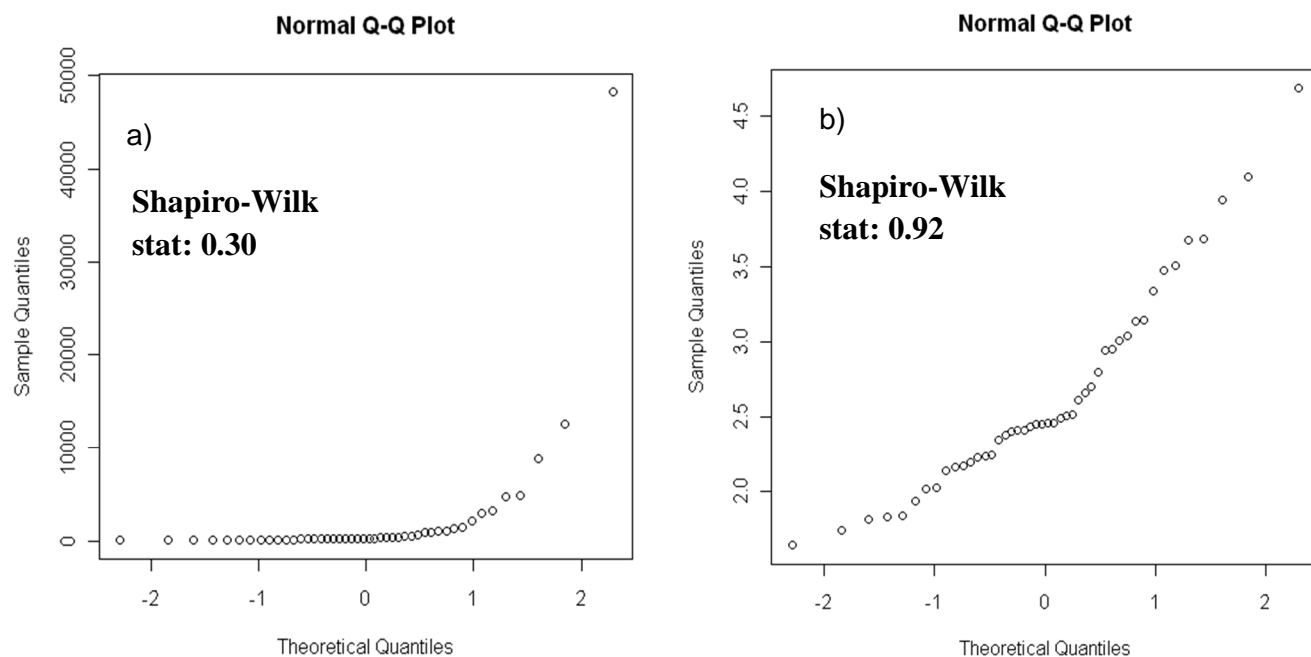 Normal Q-Q Plot
a)
Shapiro-Wilk
stat: 0.30
Sample Quantiles
50000
40000
30000
20000
10000
0
-2 -1 0 1 2
Theoretical Quantiles
Normal Q-Q Plot
b)
Shapiro-Wilk
stat: 0.92
Sample Quantiles
4.5
4.0
3.5
3.0
2.5
2.0
-2 -1 0 1 2
Theoretical Quantiles